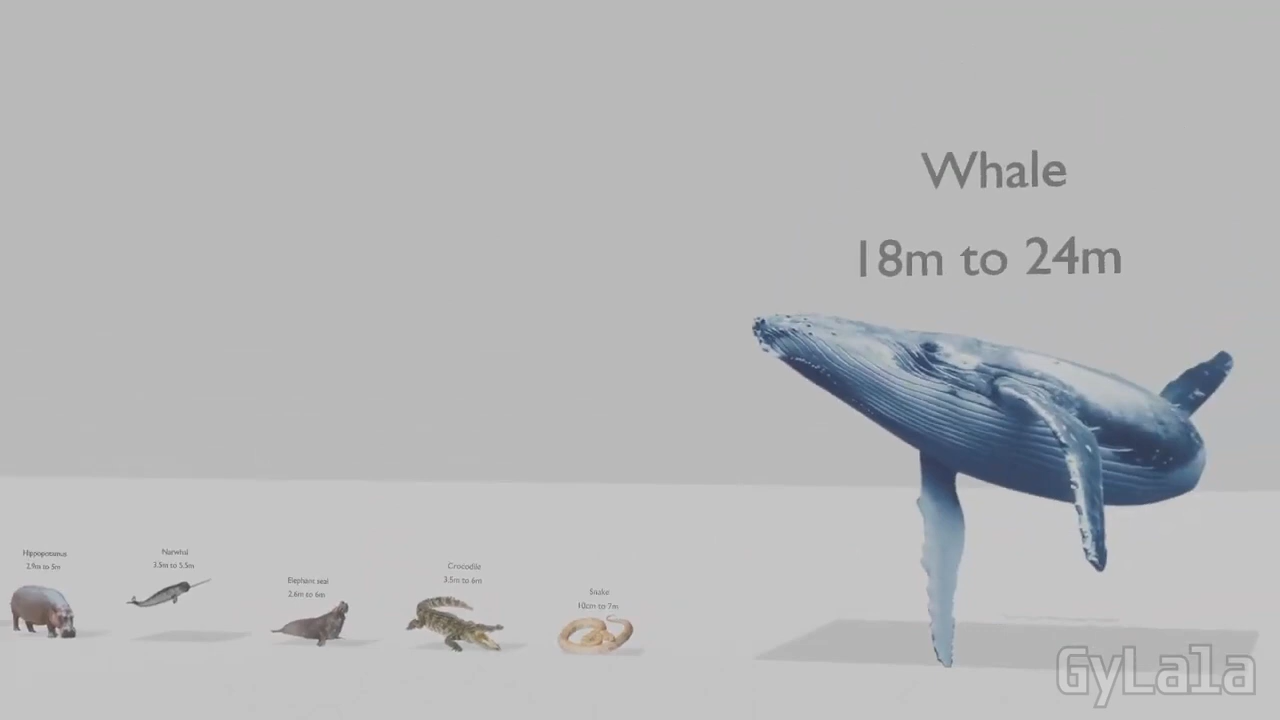 Whale
18m to 24m
Hippopotamus
2.9m to 5m
Narwhal
3.5m to 5.5m
Elephant seal
2.6m to 6m
Crocodile
3.5m to 6m
Snake
10cm to 7m
GyLala